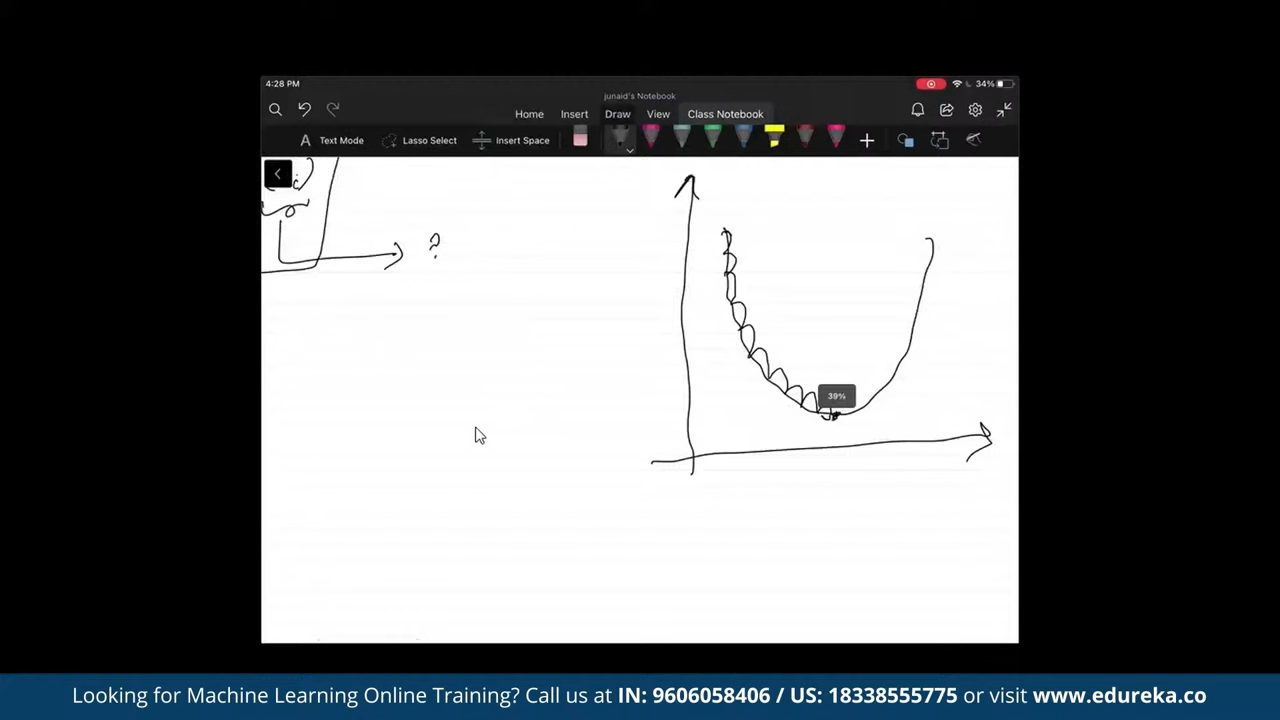 4:28 PM
34%
junaid's Notebook
Home Insert Draw View Class Notebook
A Text Mode Lasso Select Insert Space
?
39%
Looking for Machine Learning Online Training? Call us at IN: 9606058406 / US: 18338555775 or visit www.edureka.co